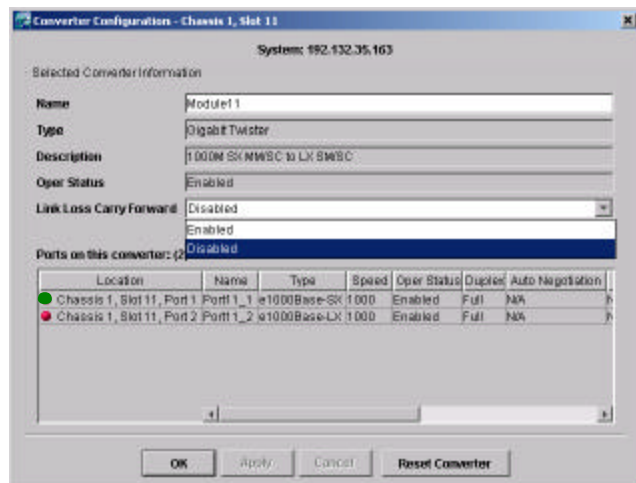 Converter Configuration - Chassis 1, Slot 11
System: 192.132.35.163
Selected Converter Information
Name Module11
Type Gigabit Twister
Description 1000M SX MM/SC to LX SM/SC
Oper Status Enabled
Link Loss Carry Forward Disabled
Enabled
Disabled
Ports on this converter: (2
Location Name Type Speed Oper Status Duplex Auto Negotiation
Chassis 1, Slot 11, Port 1 Port11_1 e1000Base-SX 1000 Enabled Full N/A N
Chassis 1, Slot 11, Port 2 Port11_2 e1000Base-LX 1000 Enabled Full N/A N
OK Apply Cancel Reset Converter